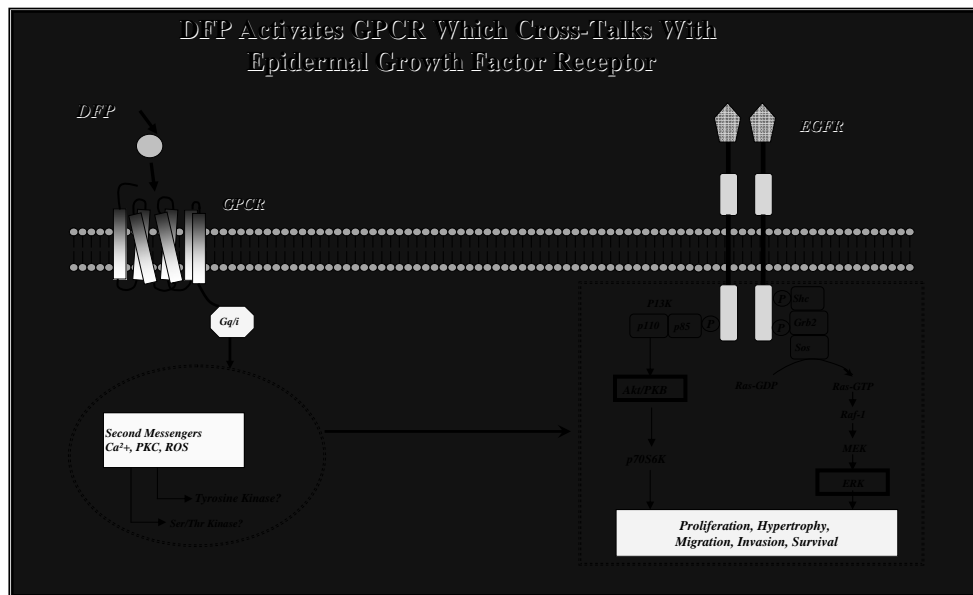 DFP Activates GPCR Which Cross-Talks With
Epidermal Growth Factor Receptor
DFP
EGFR
GPCR
Gq/i
P13K
p110
p85
P
P
Shc
P
Grb2
Sos
Akt/PKB
Ras-GDP
Ras-GTP
Raf-1
MEK
p70S6K
ERK
Second Messengers
Ca²+, PKC, ROS
Tyrosine Kinase?
Ser/Thr Kinase?
Proliferation, Hypertrophy,
Migration, Invasion, Survival